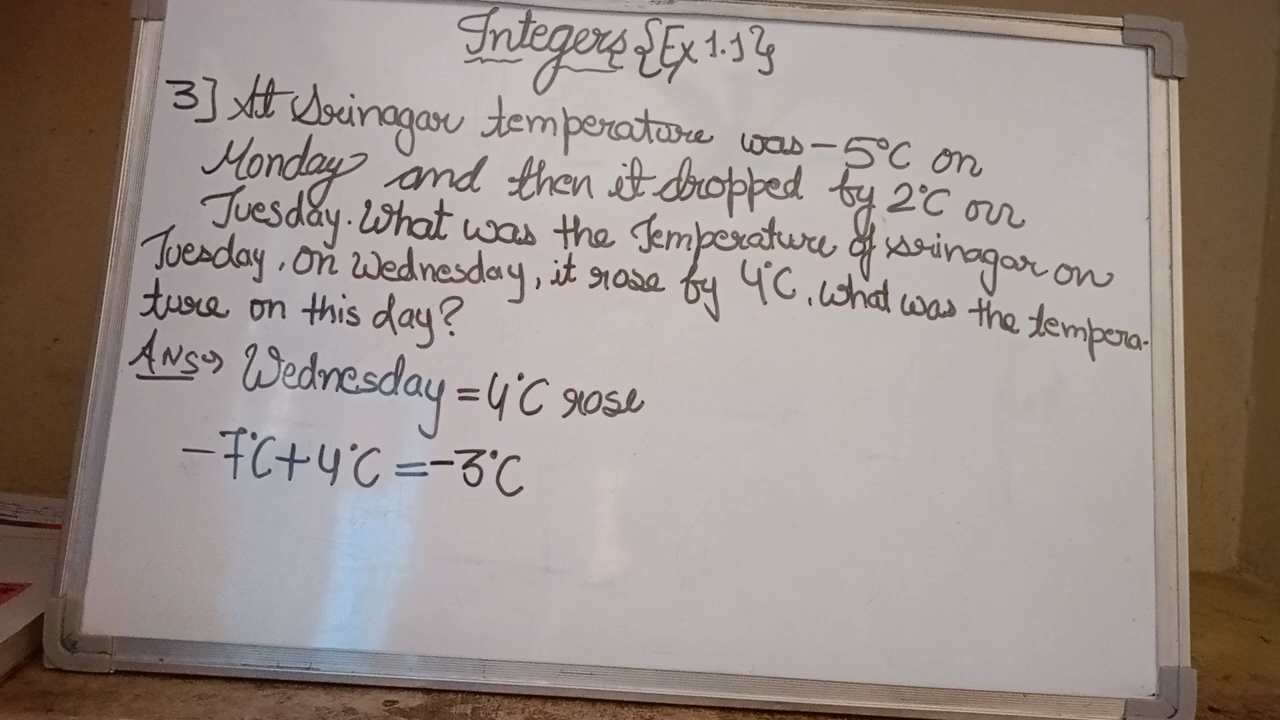 Integers {Ex 1.1}
3] At Srinagar temperature was -5°C on
Monday and then it dropped by 2°C on
Tuesday. What was the Temperature of srinagar on
Tuesday. On Wednesday, it rose by 4°C. What was the tempera-
ture on this day?
Ans→ Wednesday = 4°C rose
-7°C + 4°C = -3°C